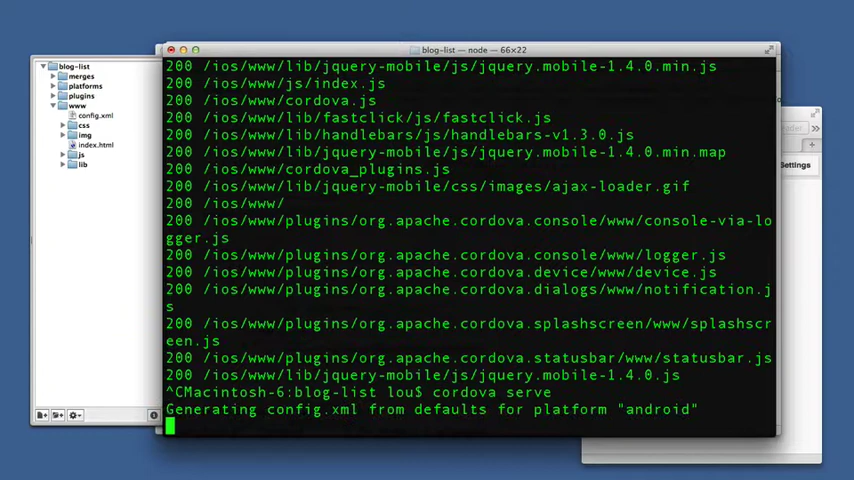 blog-list — node — 66×22
blog-list
merges
platforms
plugins
www
config.xml
css
img
index.html
js
lib
200 /ios/www/lib/jquery-mobile/js/jquery.mobile-1.4.0.min.js
200 /ios/www/js/index.js
200 /ios/www/cordova.js
200 /ios/www/lib/fastclick/js/fastclick.js
200 /ios/www/lib/handlebars/js/handlebars-v1.3.0.js
200 /ios/www/lib/jquery-mobile/js/jquery.mobile-1.4.0.min.map
200 /ios/www/cordova_plugins.js
200 /ios/www/lib/jquery-mobile/css/images/ajax-loader.gif
200 /ios/www/
200 /ios/www/plugins/org.apache.cordova.console/www/console-via-lo
gger.js
200 /ios/www/plugins/org.apache.cordova.console/www/logger.js
200 /ios/www/plugins/org.apache.cordova.device/www/device.js
200 /ios/www/plugins/org.apache.cordova.dialogs/www/notification.j
s
200 /ios/www/plugins/org.apache.cordova.splashscreen/www/splashscr
een.js
200 /ios/www/plugins/org.apache.cordova.statusbar/www/statusbar.js
200 /ios/www/lib/jquery-mobile/js/jquery.mobile-1.4.0.js
^CMacintosh-6:blog-list lou$ cordova serve
Generating config.xml from defaults for platform "android"
Settings